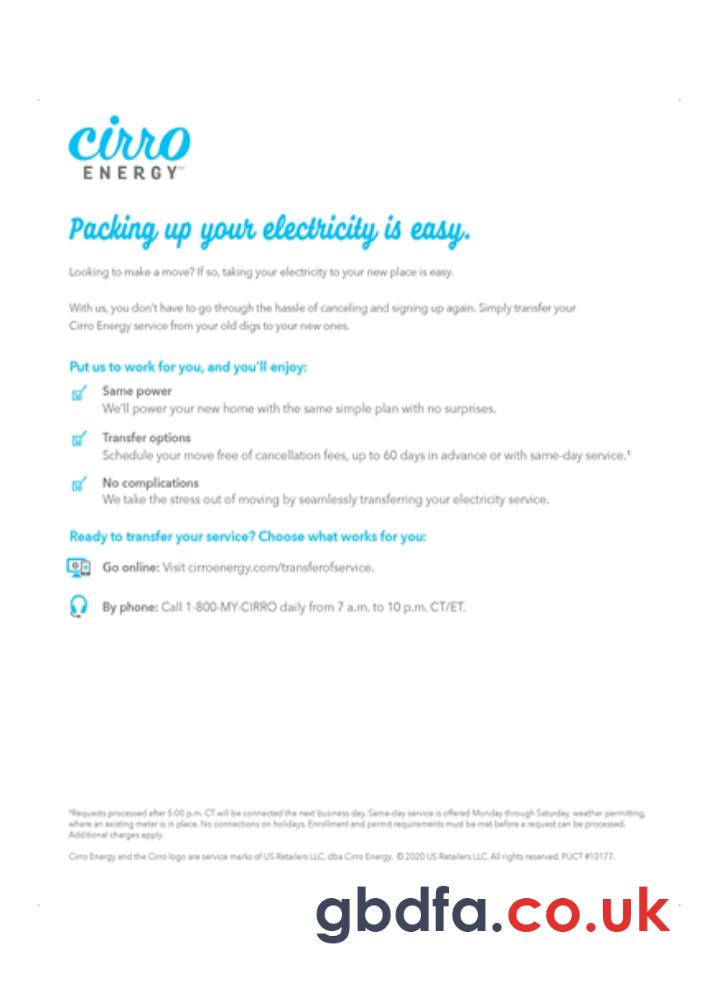 cirro
ENERGY℠
Packing up your electricity is easy.
Looking to make a move? If so, taking your electricity to your new place is easy.
With us, you don't have to go through the hassle of canceling and signing up again. Simply transfer your
Cirro Energy service from your old digs to your new ones.
Put us to work for you, and you'll enjoy:
Same power
We'll power your new home with the same simple plan with no surprises.
Transfer options
Schedule your move free of cancellation fees, up to 60 days in advance or with same-day service.¹
No complications
We take the stress out of moving by seamlessly transferring your electricity service.
Ready to transfer your service? Choose what works for you:
Go online: Visit cirroenergy.com/transferofservice.
By phone: Call 1-800-MY-CIRRO daily from 7 a.m. to 10 p.m. CT/ET.
¹Requests processed after 5:00 p.m. CT will be connected the next business day. Same-day service is offered Monday through Saturday, weather permitting,
where an existing meter is in place. No connections on holidays. Enrollment and permit requirements must be met before a request can be processed.
Additional charges apply.
Cirro Energy and the Cirro logo are service marks of US Retailers LLC, dba Cirro Energy. © 2020 US Retailers LLC. All rights reserved. PUCT #10177.
gbdfa.co.uk